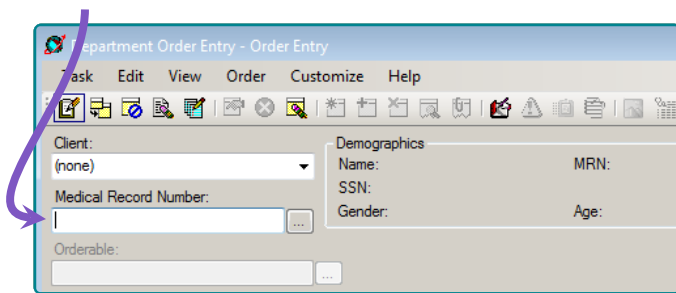 Department Order Entry - Order Entry
Task Edit View Order Customize Help
Client:
(none)
Medical Record Number:
...
Orderable:
...
Demographics
Name: MRN:
SSN:
Gender: Age: